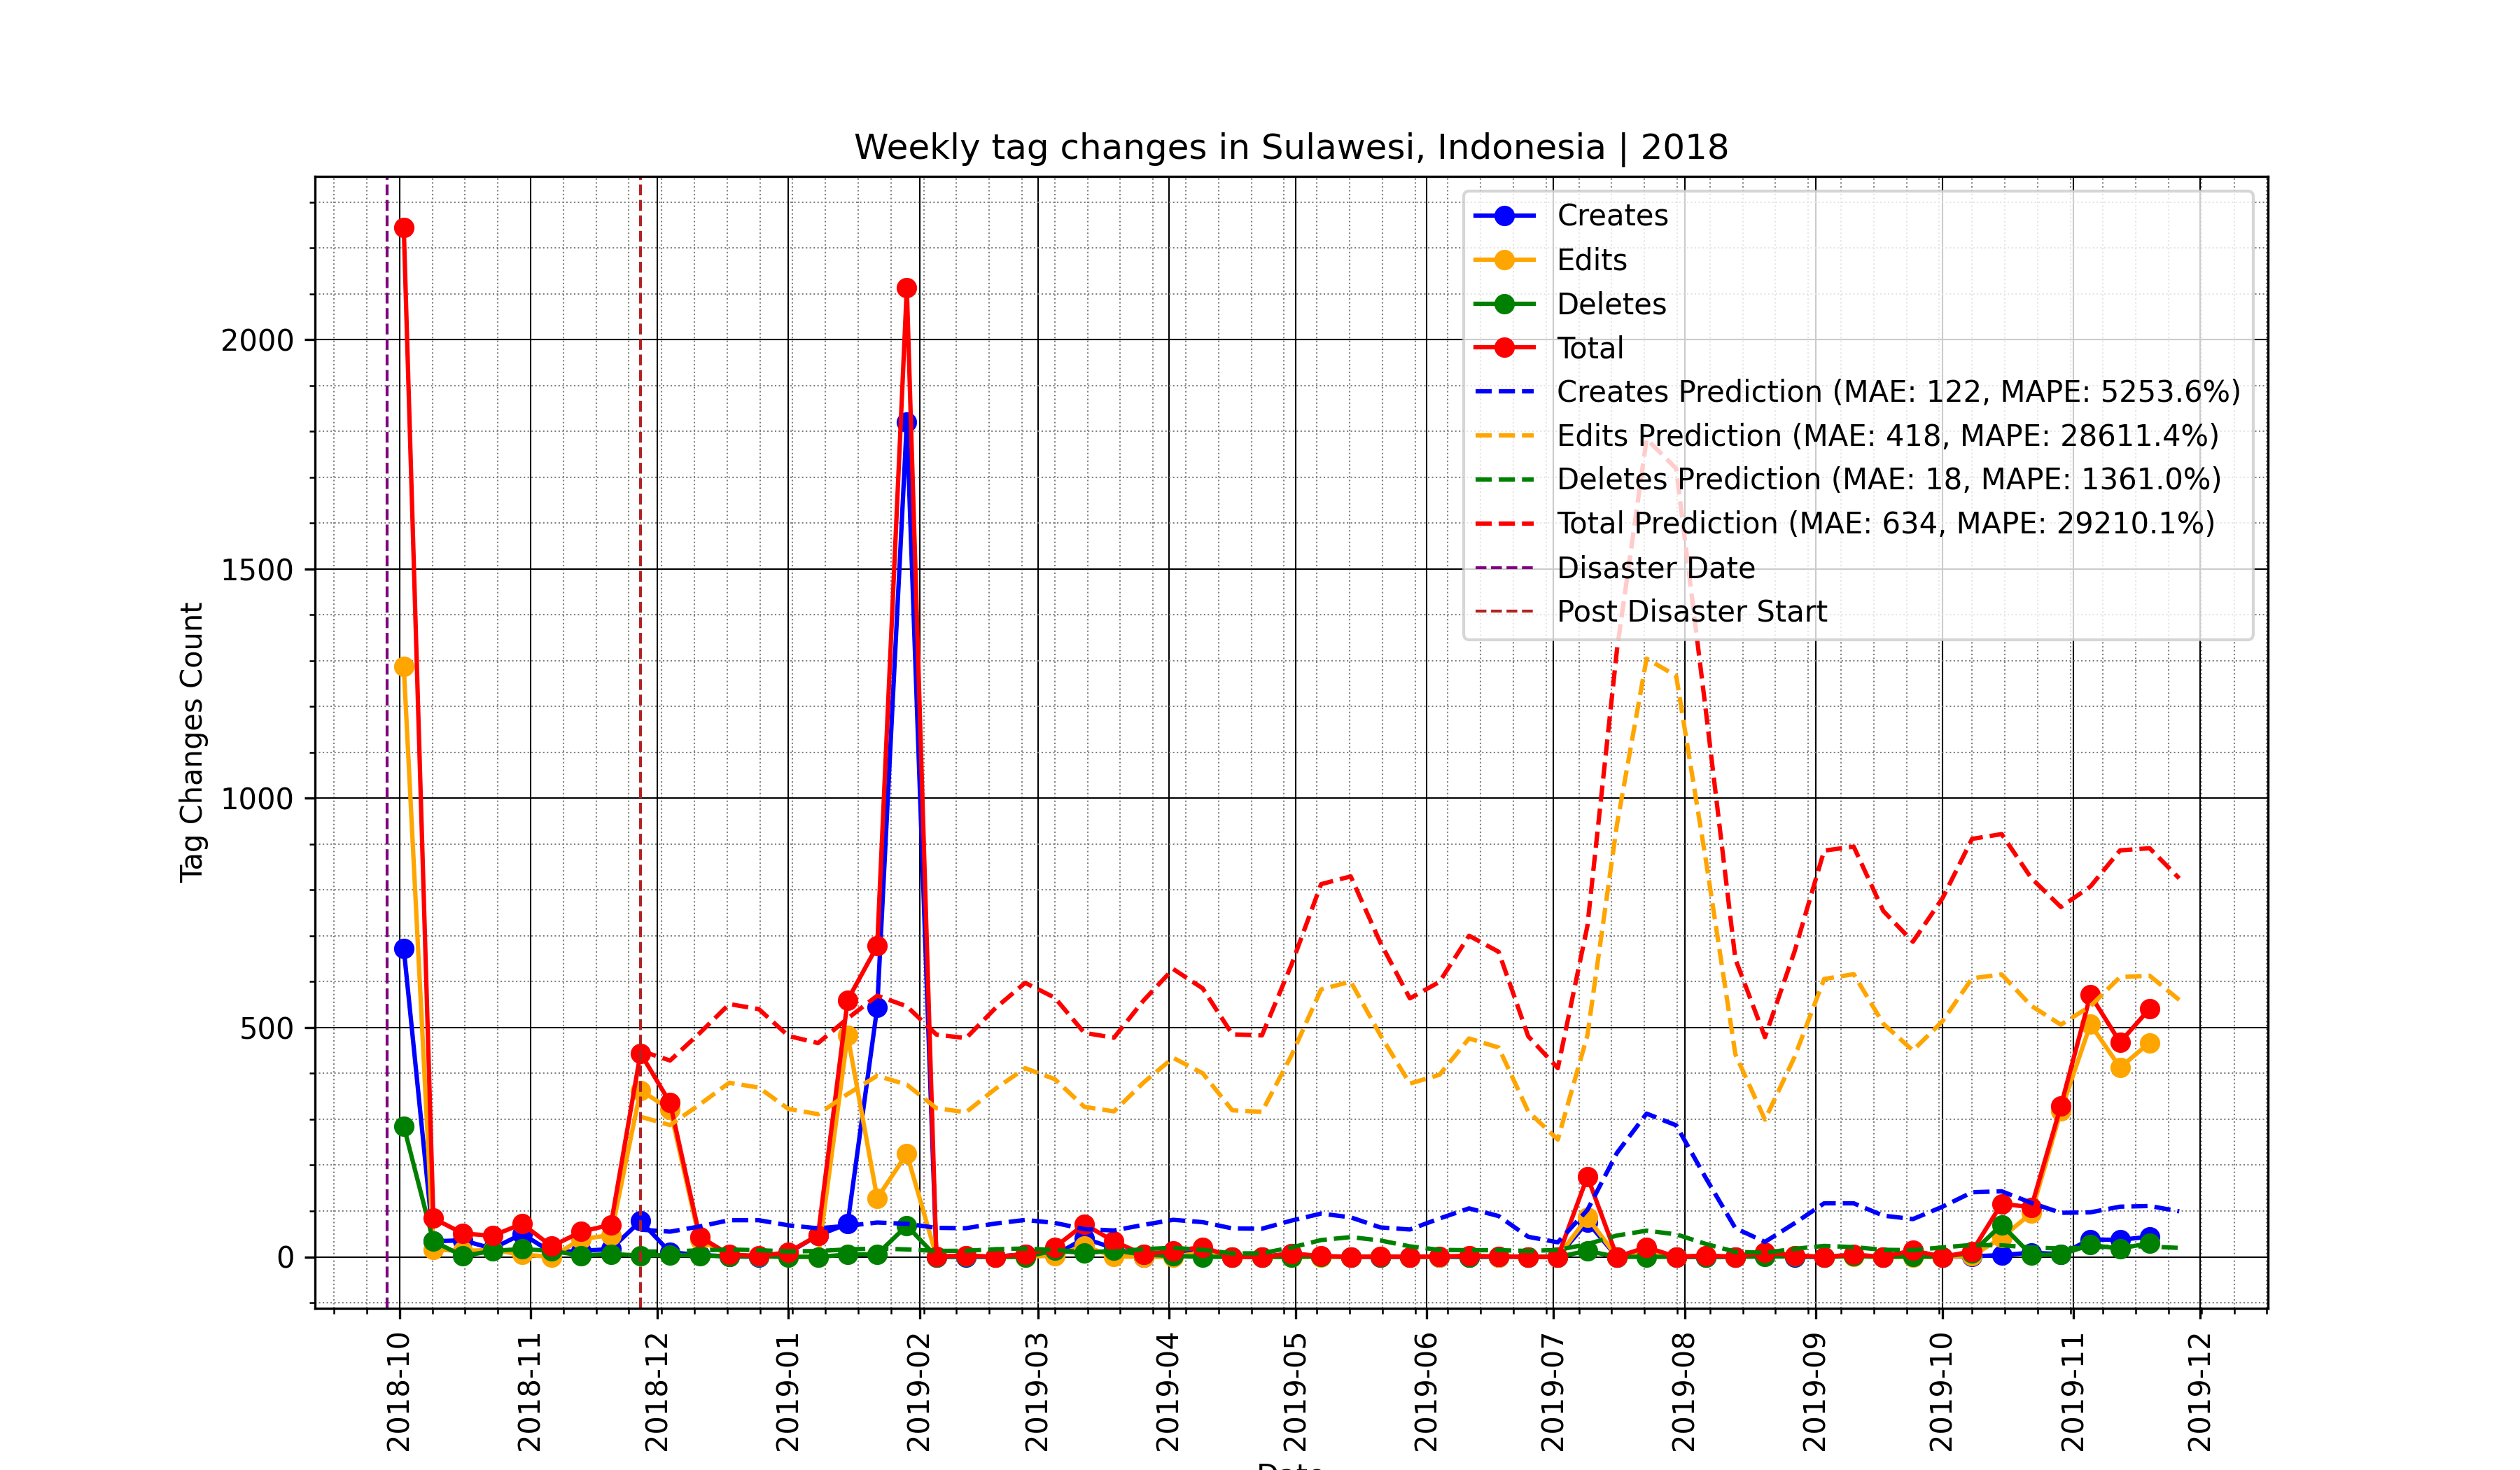 Weekly tag changes in Sulawesi, Indonesia | 2018
Creates
Edits
Deletes
Total
Creates Prediction (MAE: 122, MAPE: 5253.6%)
Edits Prediction (MAE: 418, MAPE: 28611.4%)
Deletes Prediction (MAE: 18, MAPE: 1361.0%)
Total Prediction (MAE: 634, MAPE: 29210.1%)
Disaster Date
Post Disaster Start
Tag Changes Count
2000
1500
1000
500
0
2018-10
2018-11
2018-12
2019-01
2019-02
2019-03
2019-04
2019-05
2019-06
2019-07
2019-08
2019-09
2019-10
2019-11
2019-12
Date